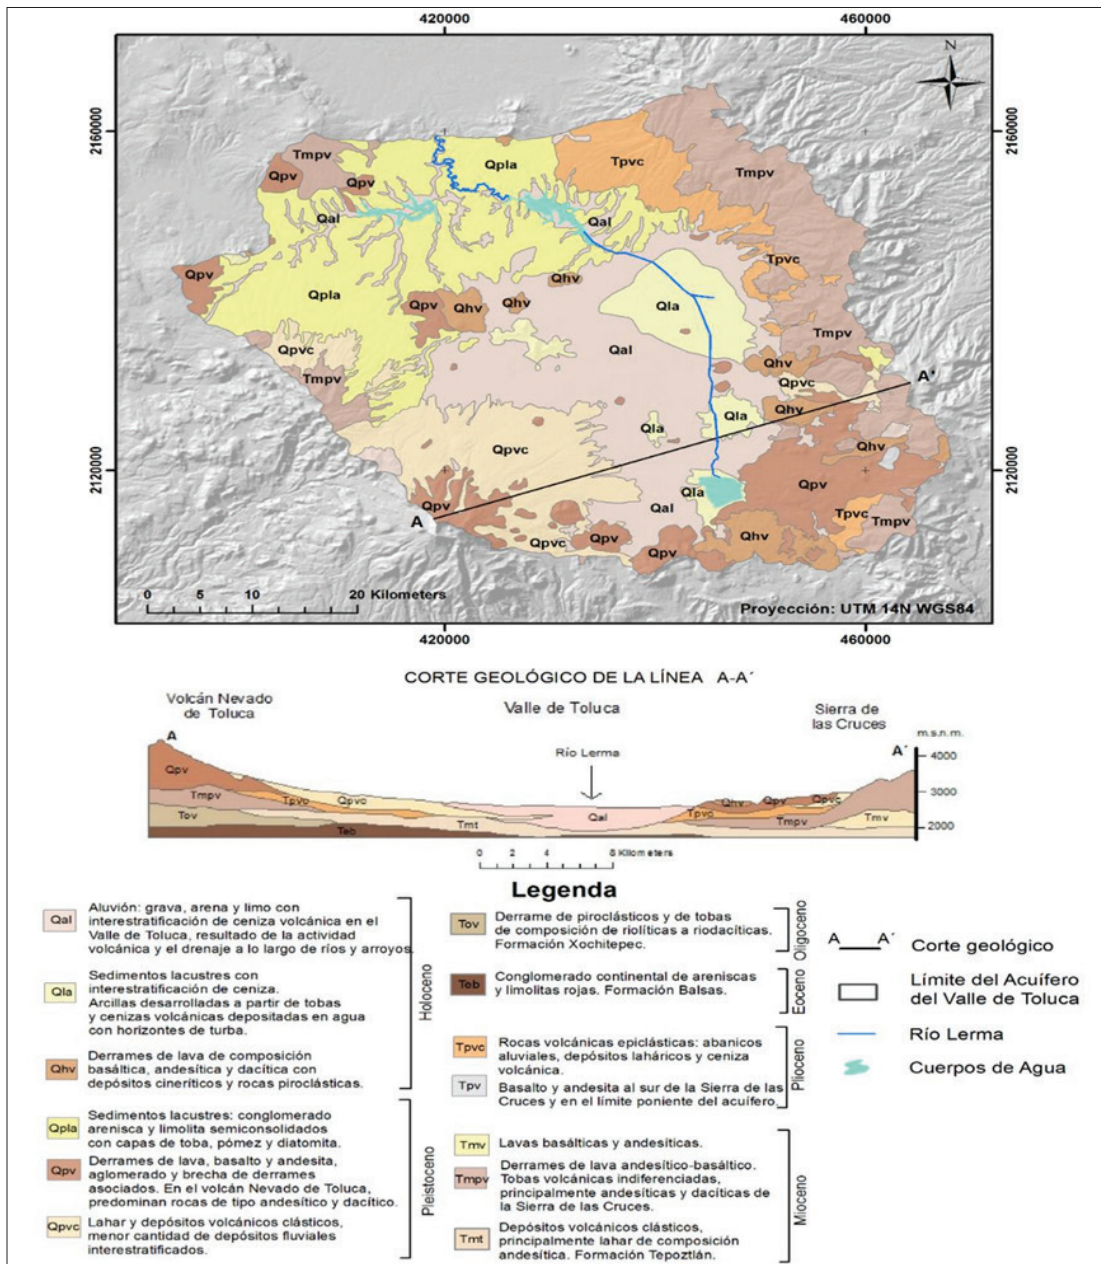 420000
460000
N
2160000
2160000
Tmpv
Qpv
Qpv
Qpla
Tpvc
Tmpv
Qal
Qal
Tpvc
Qpv
Qpla
Qhv
Qpv
Qhv
Qhv
Qla
Qal
Tmpv
Qpvc
Tmpv
Qhv
Qpvc
A'
Qla
Qhv
Qla
Qhv
Qpvc
2120000
2120000
Qpv
Qla
Qpv
A
Qal
Tpvc
Tmpv
Qpvc
Qpv
Qpv
Qhv
0 5 10 20 Kilometers
Proyección: UTM 14N WGS84
420000
460000
CORTE GEOLÓGICO DE LA LÍNEA A-A´
Volcán Nevado
de Toluca
Valle de Toluca
Sierra de
las Cruces
A
Río Lerma
A´
m.s.n.m.
4000
Qpv
3000
Tmpv
Tpvc
Qpvc
Qhv
Qpv
Qpvc
Tov
Qal
Tpvc
Tmpv
Tmv
2000
Teb
Tmt
0 2 4 8 Kilometers
Legenda
Qal
Aluvión: grava, arena y limo con
interestratificación de ceniza volcánica en el
Valle de Toluca, resultado de la actividad
volcánica y el drenaje a lo largo de ríos y arroyos.
Qla
Sedimentos lacustres con
interestratificación de ceniza.
Arcillas desarrolladas a partir de tobas
y cenizas volcánicas depositadas en agua
con horizontes de turba.
Qhv
Derrames de lava de composición
basáltica, andesítica y dacítica con
depósitos cineríticos y rocas piroclásticas.
Holoceno
Qpla
Sedimentos lacustres: conglomerado
arenisca y limolita semiconsolidados
con capas de toba, pómez y diatomita.
Qpv
Derrames de lava, basalto y andesita,
aglomerado y brecha de derrames
asociados. En el volcán Nevado de Toluca,
predominan rocas de tipo andesítico y dacítico.
Qpvc
Lahar y depósitos volcánicos clásticos,
menor cantidad de depósitos fluviales
interestratificados.
Pleistoceno
Tov
Derrame de piroclásticos y de tobas
de composición de riolíticas a riodacíticas.
Formación Xochitepec.
Oligoceno
Teb
Conglomerado continental de areniscas
y limolitas rojas. Formación Balsas.
Eoceno
Tpvc
Rocas volcánicas epiclásticas: abanicos
aluviales, depósitos laháricos y ceniza
volcánica.
Tpv
Basalto y andesita al sur de la Sierra de las
Cruces y en el límite poniente del acuífero.
Plioceno
Tmv
Lavas basálticas y andesíticas.
Tmpv
Derrames de lava andesítico-basáltico.
Tobas volcánicas indiferenciadas,
principalmente andesíticas y dacíticas de
la Sierra de las Cruces.
Tmt
Depósitos volcánicos clásticos,
principalmente lahar de composición
andesítica. Formación Tepoztlán.
Mioceno
A A´
Corte geológico
Límite del Acuífero
del Valle de Toluca
Río Lerma
Cuerpos de Agua